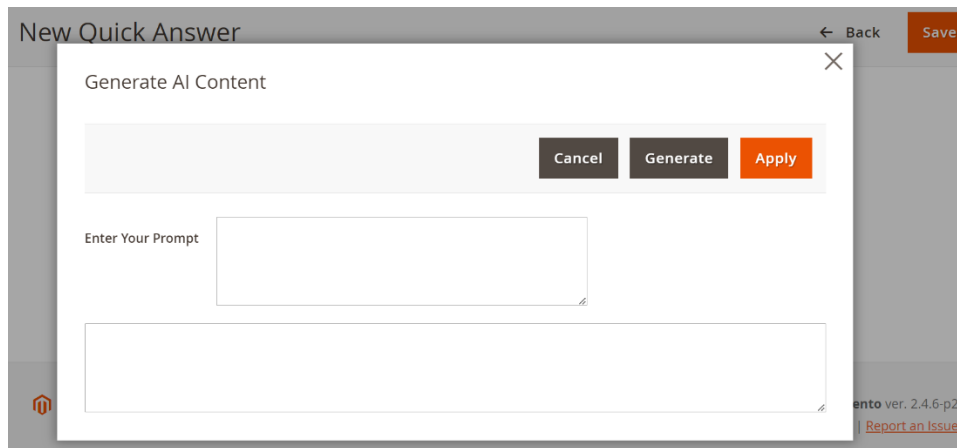 New Quick Answer
← Back
Save
Generate AI Content
Cancel
Generate
Apply
Enter Your Prompt
ento ver. 2.4.6-p2
| Report an Issue